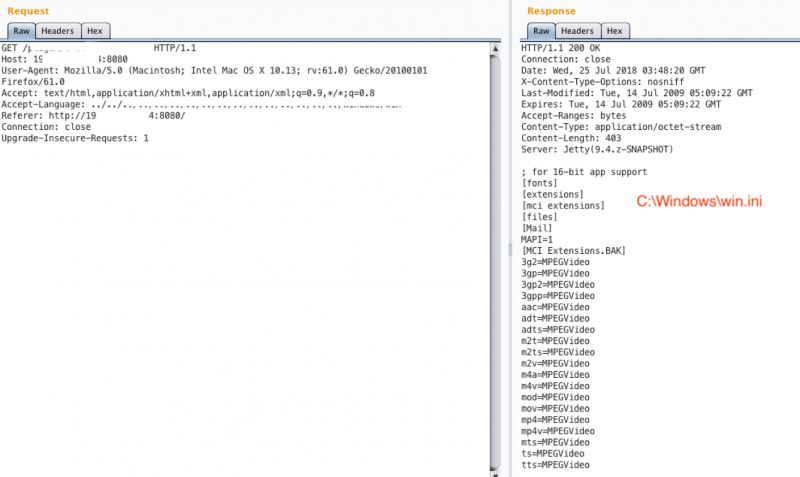 Request
Raw Headers Hex
GET /p HTTP/1.1
Host: 19 4:8080
User-Agent: Mozilla/5.0 (Macintosh; Intel Mac OS X 10.13; rv:61.0) Gecko/20100101
Firefox/61.0
Accept: text/html,application/xhtml+xml,application/xml;q=0.9,*/*;q=0.8
Accept-Language:
Referer: http://19 4:8080/
Connection: close
Upgrade-Insecure-Requests: 1
Response
Raw Headers Hex
HTTP/1.1 200 OK
Connection: close
Date: Wed, 25 Jul 2018 03:48:20 GMT
X-Content-Type-Options: nosniff
Last-Modified: Tue, 14 Jul 2009 05:09:22 GMT
Expires: Tue, 14 Jul 2009 05:09:22 GMT
Accept-Ranges: bytes
Content-Type: application/octet-stream
Content-Length: 403
Server: Jetty(9.4.z-SNAPSHOT)
; for 16-bit app support
[fonts]
[extensions]
[mci extensions]
C:\Windows\win.ini
[files]
[Mail]
MAPI=1
[MCI Extensions.BAK]
3g2=MPEGVideo
3gp=MPEGVideo
3gp2=MPEGVideo
3gpp=MPEGVideo
aac=MPEGVideo
adt=MPEGVideo
adts=MPEGVideo
m2t=MPEGVideo
m2ts=MPEGVideo
m2v=MPEGVideo
m4a=MPEGVideo
m4v=MPEGVideo
mod=MPEGVideo
mov=MPEGVideo
mp4=MPEGVideo
mp4v=MPEGVideo
mts=MPEGVideo
ts=MPEGVideo
tts=MPEGVideo